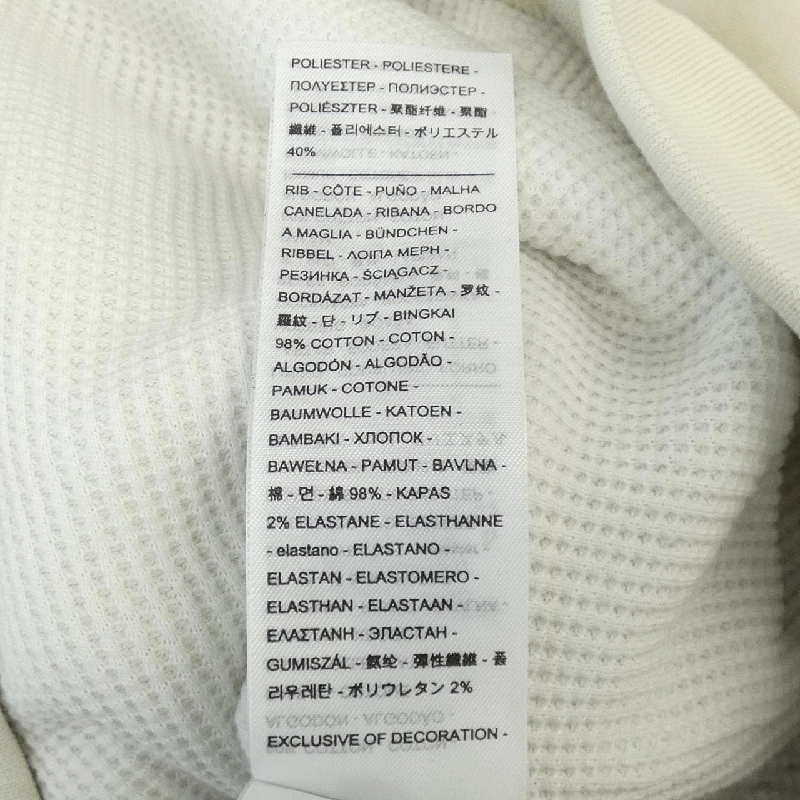 POLIESTER - POLIESTERE -
ΠΟΛΥΕΣΤΕΡ - ПОЛИЭСТЕР -
POLIÉSZTER - 聚酯纤维 - 聚酯
纖維 - 폴리에스터 - ポリエステル
40%
RIB - CÔTE - PUÑO - MALHA
CANELADA - RIBANA - BORDO
A MAGLIA - BÜNDCHEN -
RIBBEL - ΛΟΙΠΑ ΜΕΡΗ -
РЕЗИНКА - ŚCIĄGACZ -
BORDÁZAT - MANŽETA - 罗纹 -
羅紋 - 단 - リブ - BINGKAI
98% COTTON - COTON -
ALGODÓN - ALGODÃO -
PAMUK - COTONE -
BAUMWOLLE - KATOEN -
BAMBAKI - ХЛОПОК -
BAWEŁNA - PAMUT - BAVLNA -
棉 - 면 - 綿 98% - KAPAS
2% ELASTANE - ELASTHANNE
- elastano - ELASTANO -
ELASTAN - ELASTOMERO -
ELASTHAN - ELASTAAN -
ΕΛΑΣΤΑΝΗ - ЭЛАСТАН -
GUMISZÁL - 氨纶 - 彈性纖維 - 폴
리우레탄 - ポリウレタン 2%
EXCLUSIVE OF DECORATION -